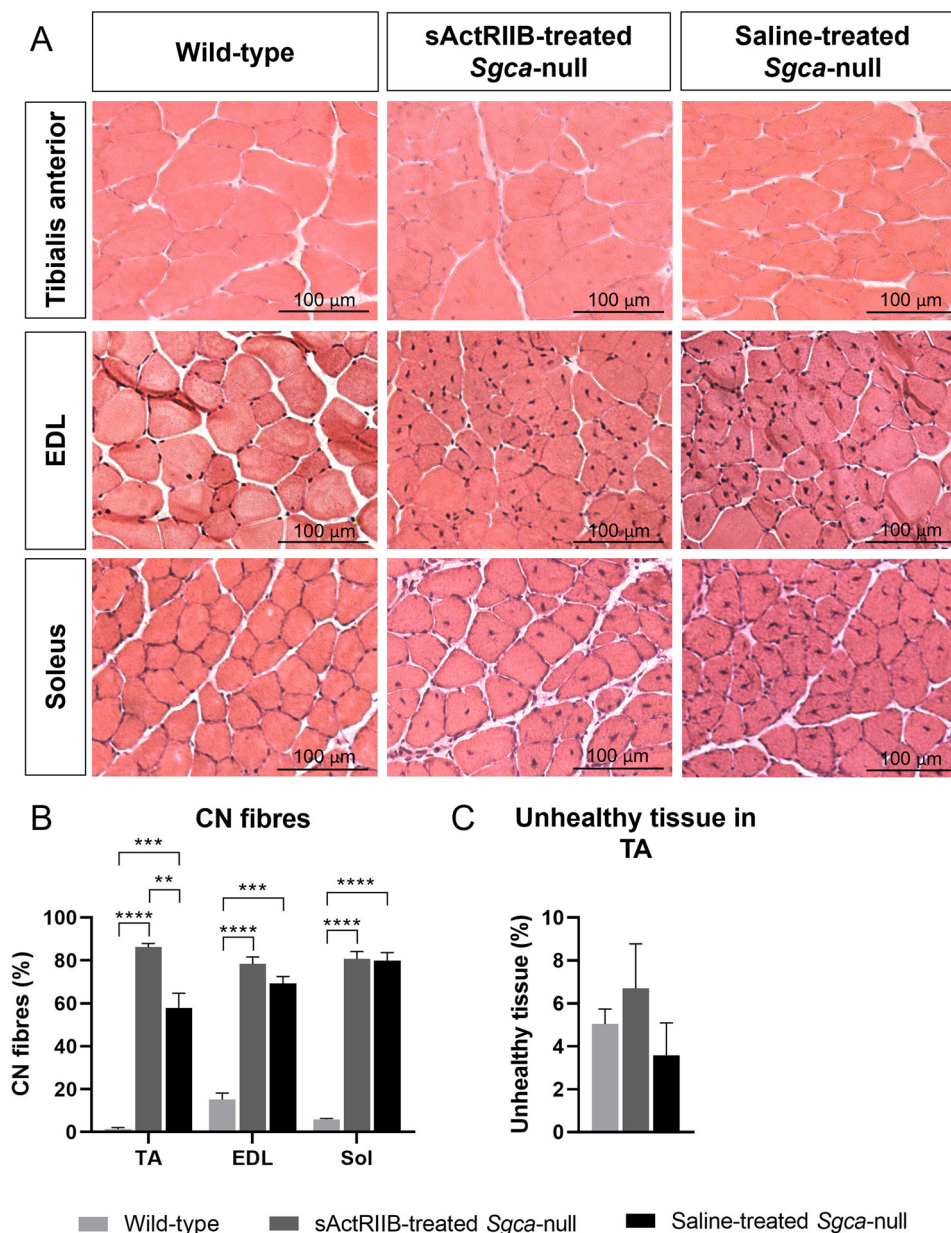 A
Wild-type
sActRIIB-treated
Sgca-null
Saline-treated
Sgca-null
Tibialis anterior
100 µm
100 µm
100 µm
EDL
100 µm
100 µm
100 µm
Soleus
100 µm
100 µm
100 µm
B
CN fibres
C
Unhealthy tissue in
TA
***
**
****
***
****
****
****
CN fibres (%)
100
80
60
40
20
0
TA
EDL
Sol
Unhealthy tissue (%)
10
8
6
4
2
0
Wild-type
sActRIIB-treated Sgca-null
Saline-treated Sgca-null